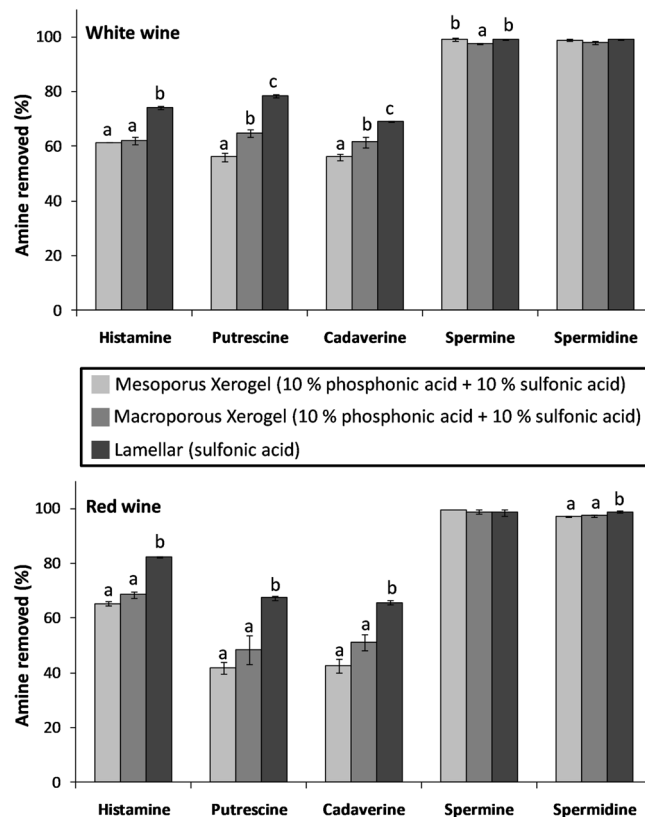 White wine
Amine removed (%)
100
80
60
40
20
0
a a b
a b c
a b c
b a b
Histamine Putrescine Cadaverine Spermine Spermidine
Mesoporus Xerogel (10 % phosphonic acid + 10 % sulfonic acid)
Macroporous Xerogel (10 % phosphonic acid + 10 % sulfonic acid)
Lamellar (sulfonic acid)
Red wine
Amine removed (%)
100
80
60
40
20
0
a a b
a a b
a a b
a a b
Histamine Putrescine Cadaverine Spermine Spermidine